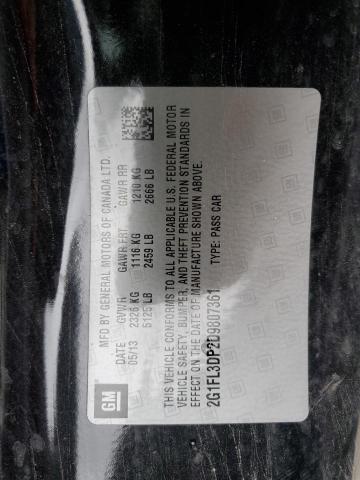 GM
MFD BY GENERAL MOTORS OF CANADA LTD.
DATE GVWR GAWR FRT GAWR RR
05/13 2326 KG 1116 KG 1210 KG
5125 LB 2459 LB 2666 LB
THIS VEHICLE CONFORMS TO ALL APPLICABLE U.S. FEDERAL MOTOR
VEHICLE SAFETY, BUMPER, AND THEFT PREVENTION STANDARDS IN
EFFECT ON THE DATE OF MANUFACTURE SHOWN ABOVE.
2G1FL3DP2D9807361 TYPE: PASS CAR